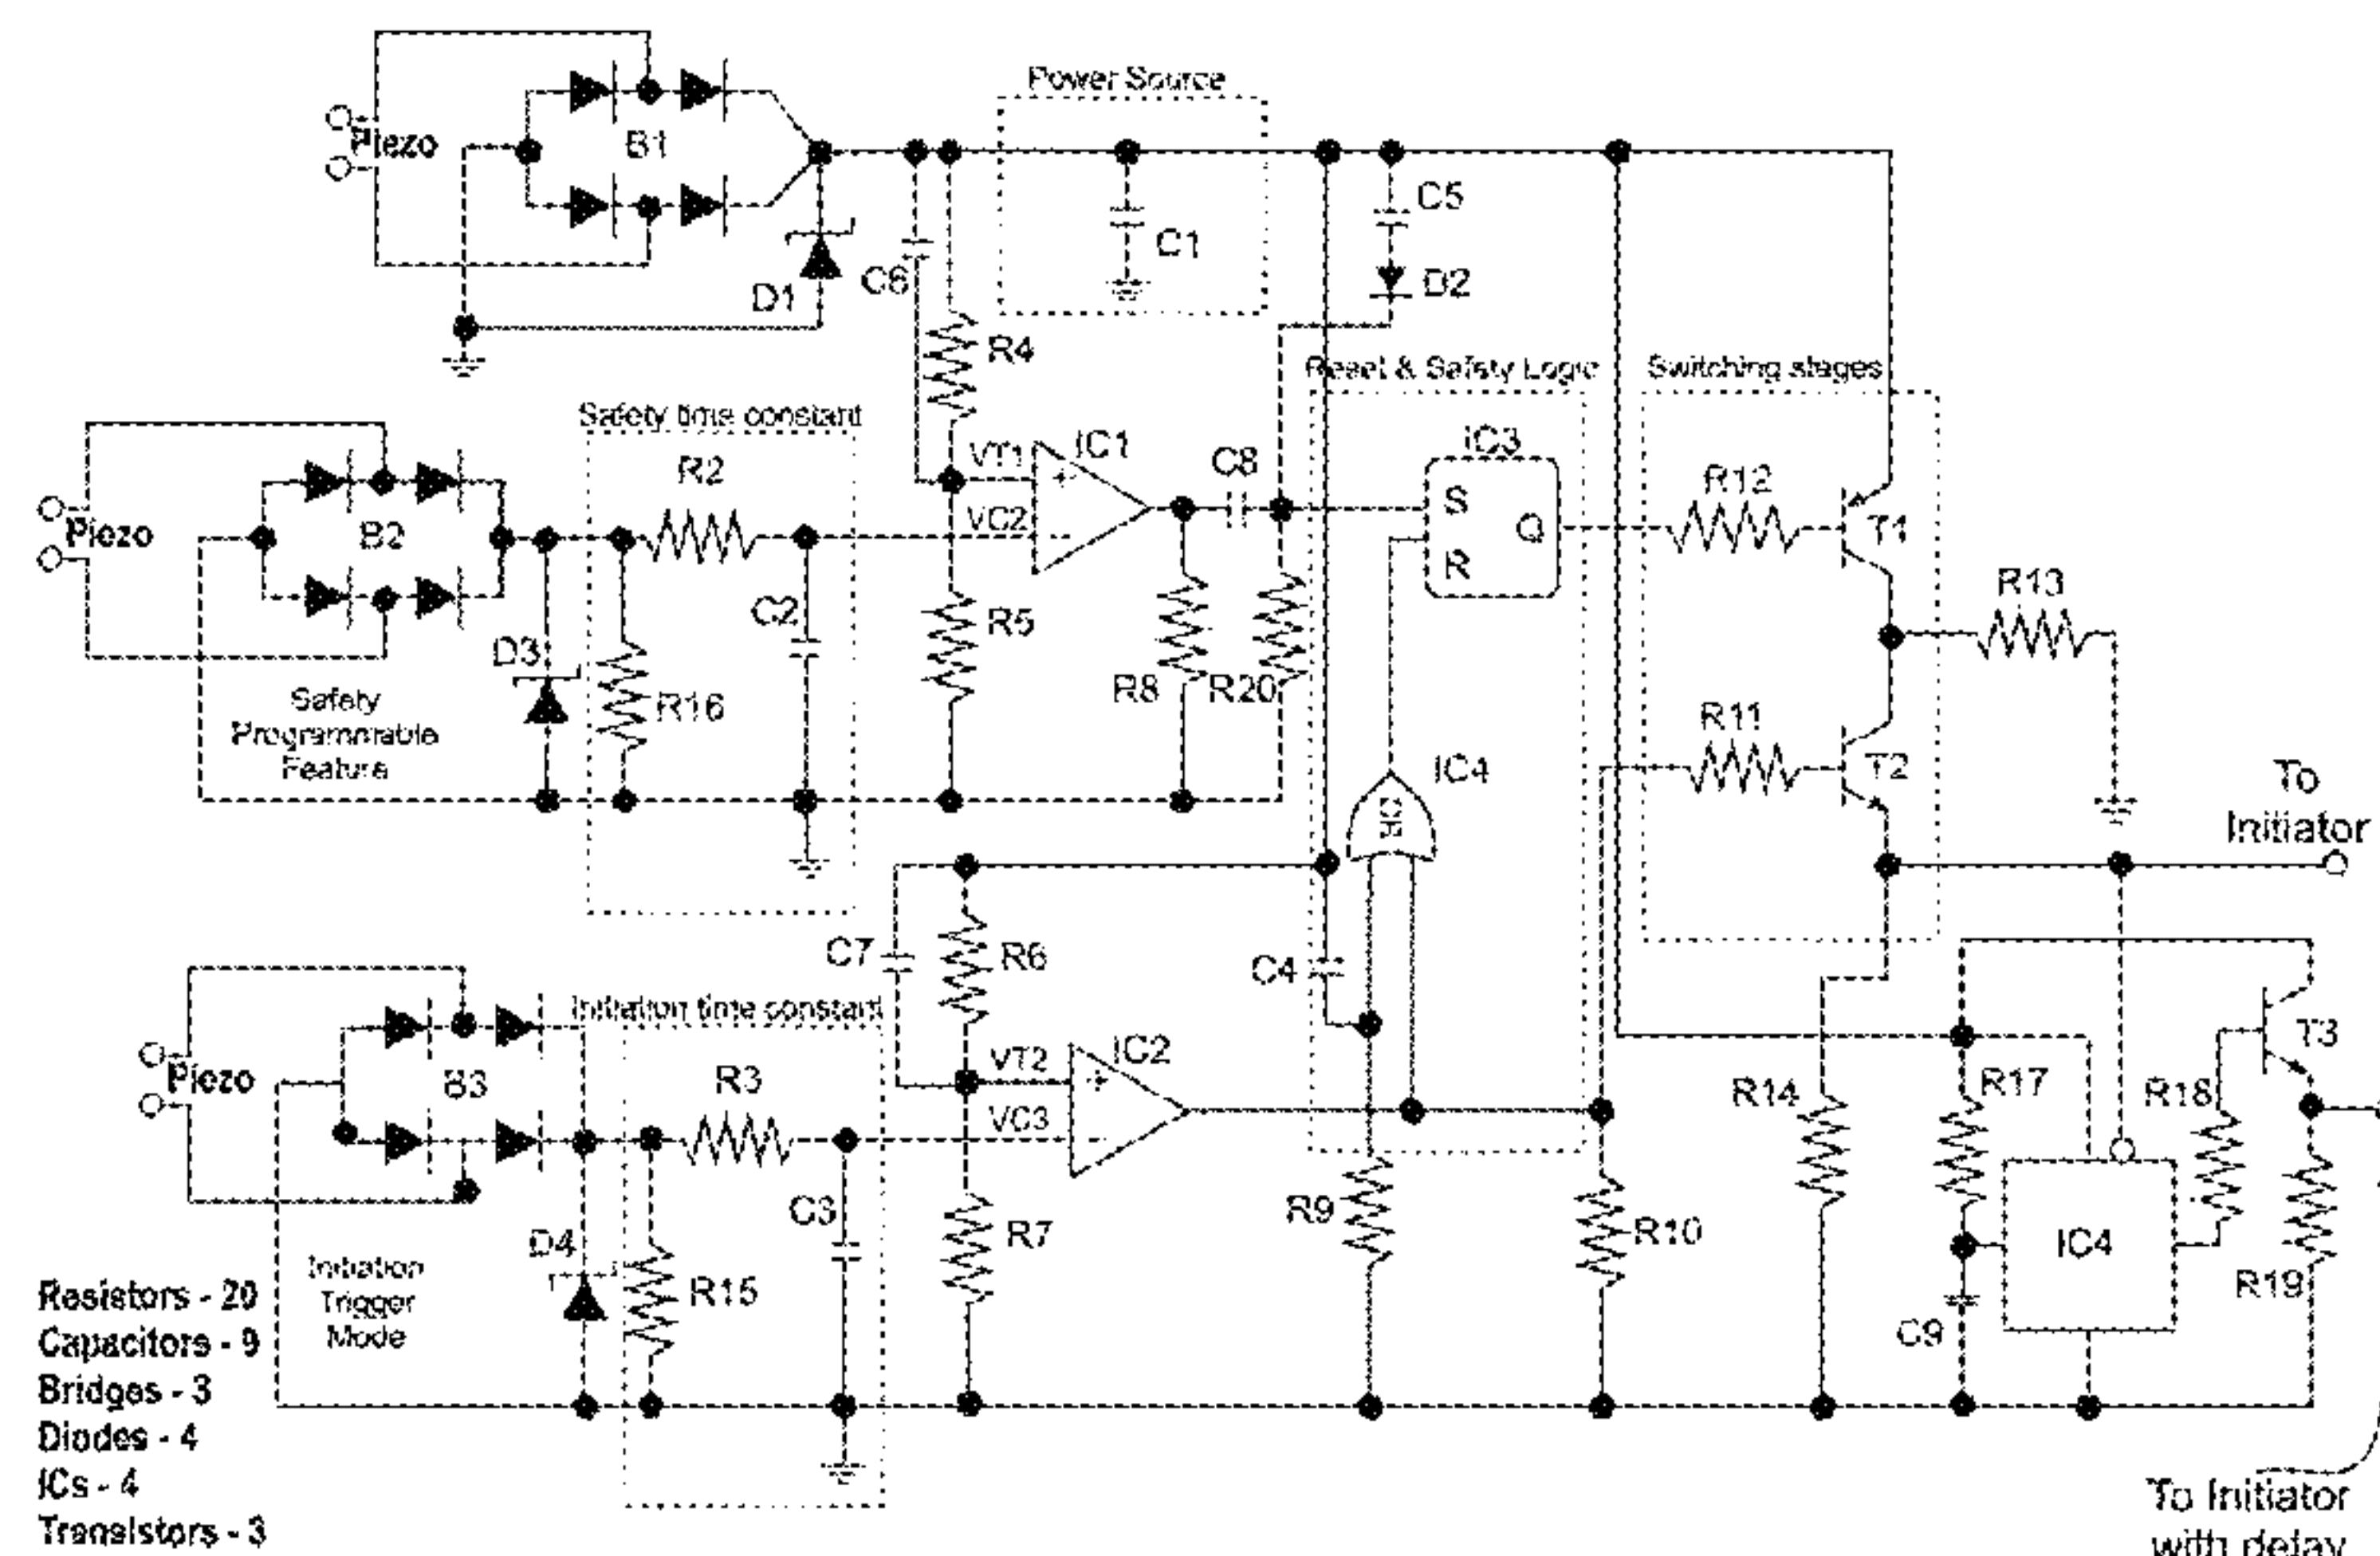 Power Source
Piezo
B1
C5
C1
C6
D1
D2
R4
Reset & Safety Logic
Switching stages
Safety time constant
IC1
IC3
VT1
R2
C8
R12
S
Piezo
B2
VC2
Q
T1
R
R13
C2
R5
D3
R8
R20
R16
Safety
Programmable
Feature
R11
IC4
T2
To
Initiator
OR
C7
R6
C4
Initiation time constant
T3
Piezo
B3
R3
VT2
IC2
R14
R17
R18
VC3
C3
R9
R7
R10
D4
IC4
Initiation
Trigger
Mode
R15
R19
C9
Resistors - 20
Capacitors - 9
Bridges - 3
Diodes - 4
ICs - 4
Transistors - 3
To Initiator
with delay